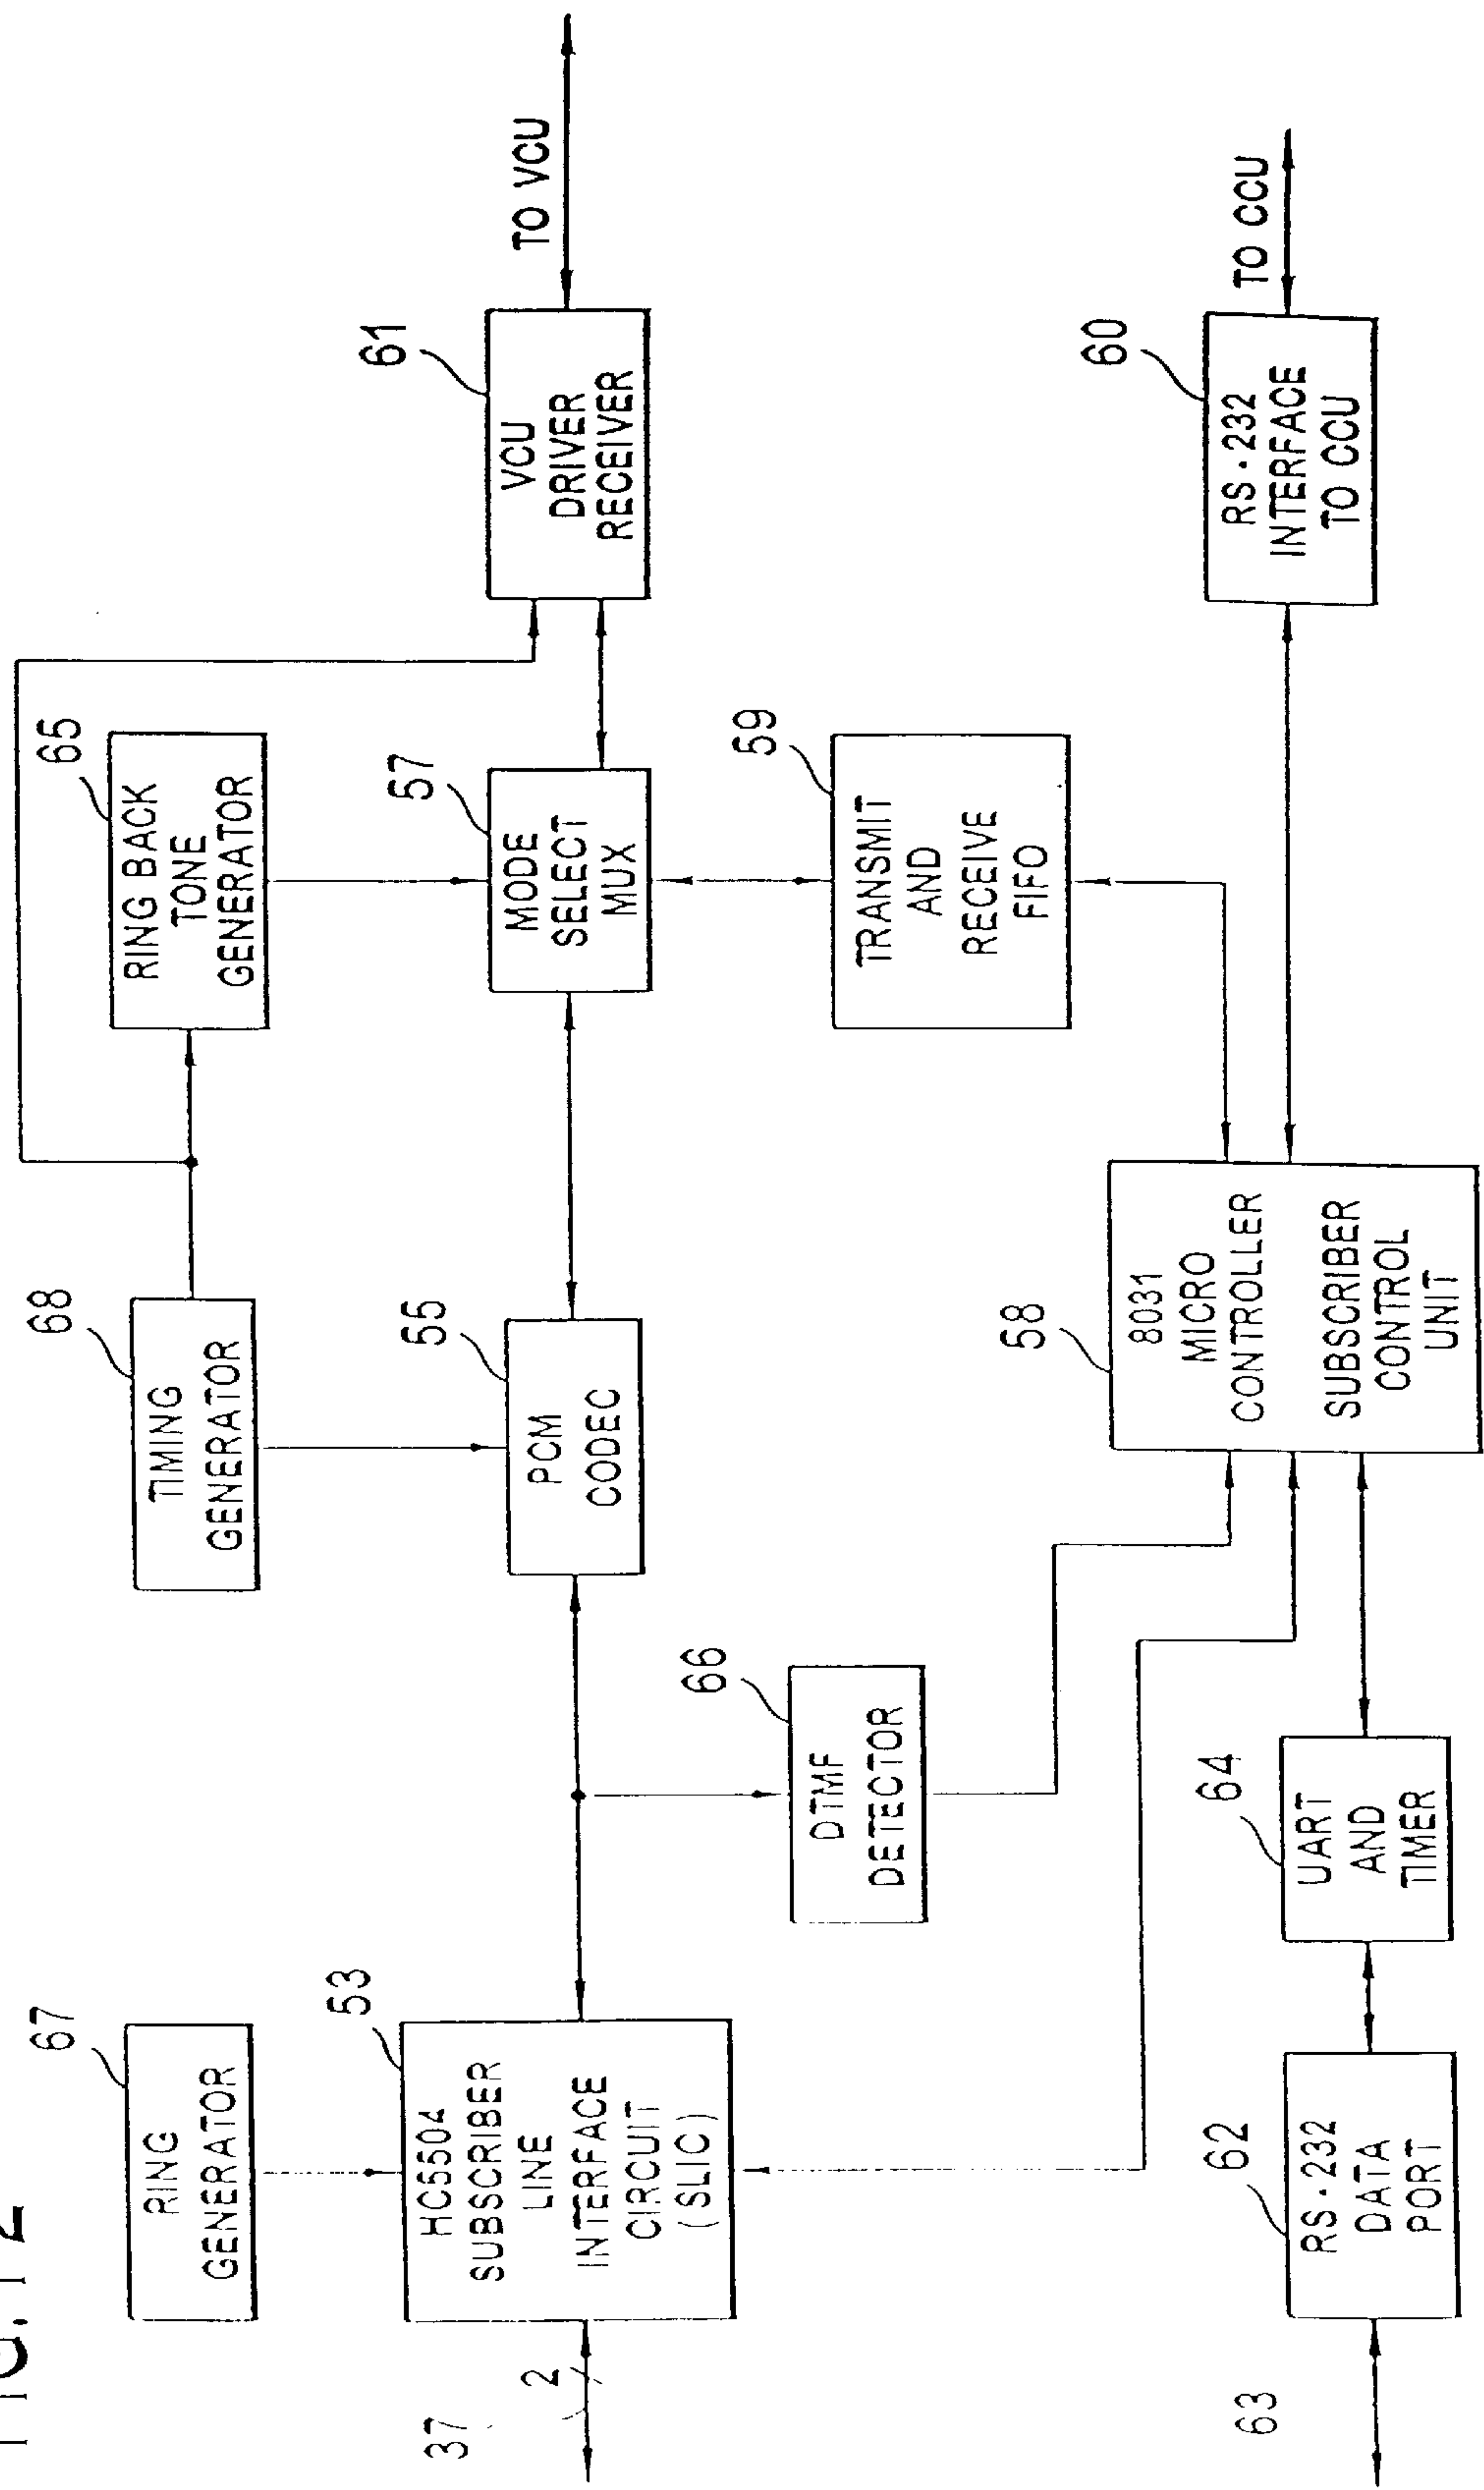 67
RING
GENERATOR
68
TIMING
GENERATOR
65
RING BACK
TONE
GENERATOR
37
2
53
HC5504
SUBSCRIBER
LINE
INTERFACE
CIRCUIT
(SLIC)
55
PCM
CODEC
57
MODE
SELECT
MUX
61
VCU
DRIVER
RECEIVER
TO VCU
66
DTMF
DETECTOR
59
TRANSMIT
AND
RECEIVE
FIFO
63
62
RS-232
DATA
PORT
64
UART
AND
TIMER
58
8031
MICRO
CONTROLLER
SUBSCRIBER
CONTROL
UNIT
60
RS-232
INTERFACE
TO CCU
TO CCU